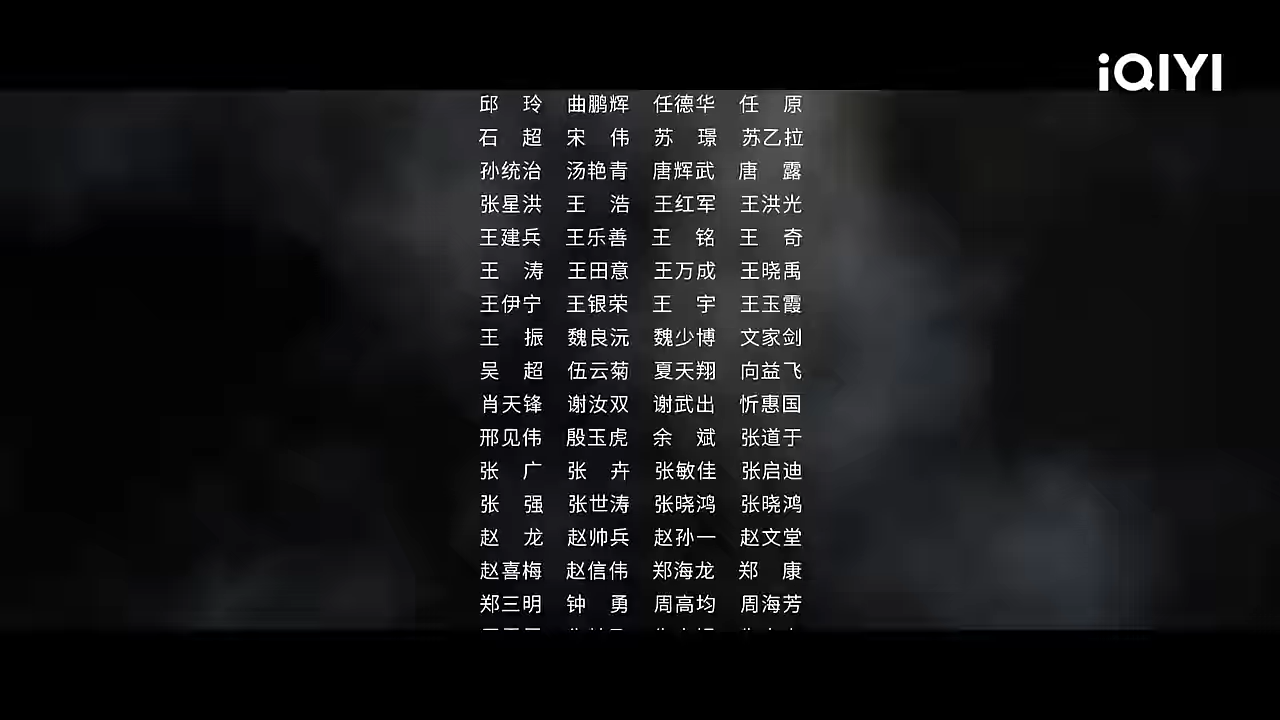 iQIYI
邱 玲 曲鹏辉 任德华 任 原
石 超 宋 伟 苏 璟 苏乙拉
孙统治 汤艳青 唐辉武 唐 露
张星洪 王 浩 王红军 王洪光
王建兵 王乐善 王 铭 王 奇
王 涛 王田意 王万成 王晓禹
王伊宁 王银荣 王 宇 王玉霞
王 振 魏良沅 魏少博 文家剑
吴 超 伍云菊 夏天翔 向益飞
肖天锋 谢汝双 谢武出 忻惠国
邢见伟 殷玉虎 余 斌 张道于
张 广 张 卉 张敏佳 张启迪
张 强 张世涛 张晓鸿 张晓鸿
赵 龙 赵帅兵 赵孙一 赵文堂
赵喜梅 赵信伟 郑海龙 郑 康
郑三明 钟 勇 周高均 周海芳